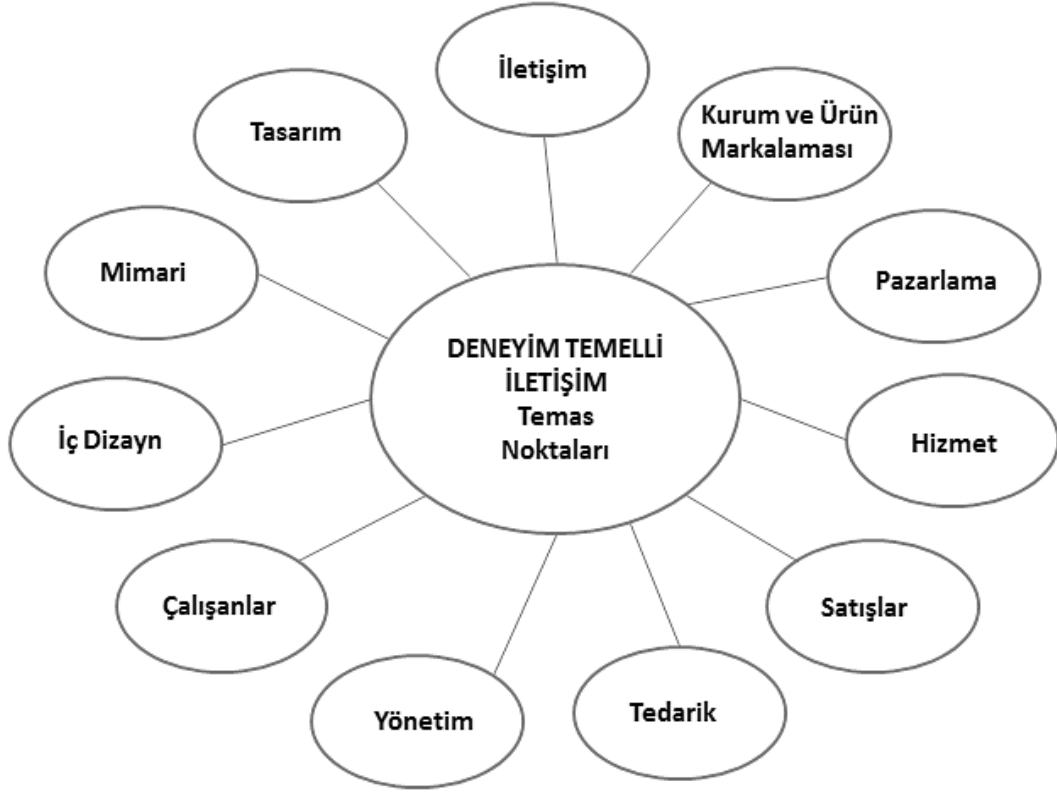 İletişim
Kurum ve Ürün
Markalaması
Pazarlama
Hizmet
Satışlar
Tedarik
Yönetim
Çalışanlar
İç Dizayn
Mimari
Tasarım
DENEYİM TEMELLİ
İLETİŞİM
Temas
Noktaları